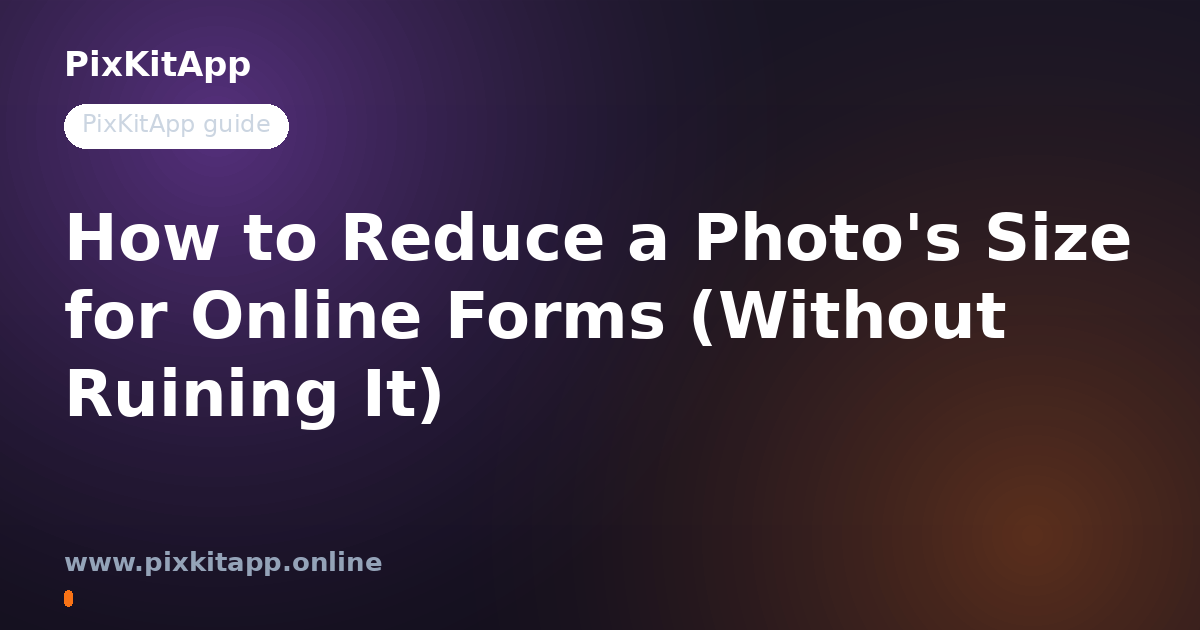 PixKitApp
PixKitApp guide
How to Reduce a Photo's Size
for Online Forms (Without
Ruining It)
www.pixkitapp.online